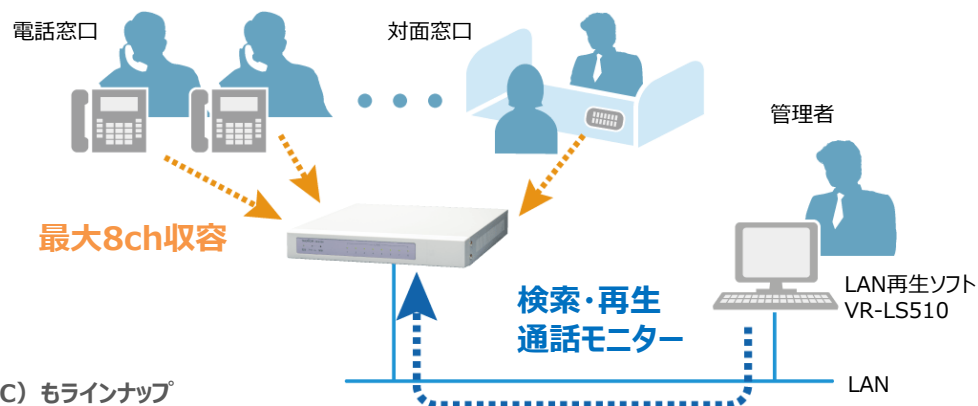 電話窓口
対面窓口
管理者
最大8ch収容
検索・再生
通話モニター
LAN再生ソフト
VR-LS510
LAN
C）もラインナップ